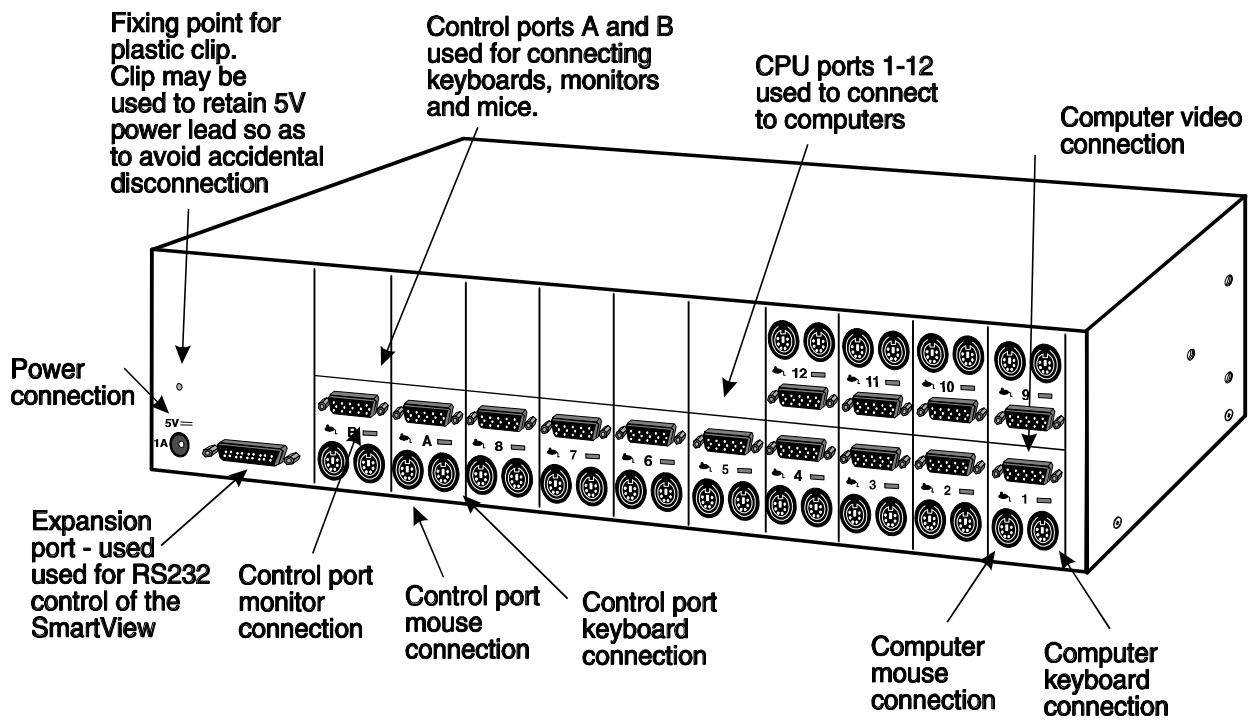 Fixing point for
plastic clip.
Clip may be
used to retain 5V
power lead so as
to avoid accidental
disconnection
Control ports A and B
used for connecting
keyboards, monitors
and mice.
CPU ports 1-12
used to connect
to computers
Computer video
connection
Power
connection
5V
1A
12
11
10
9
B
A
8
7
6
5
4
3
2
1
Expansion
port - used
used for RS232
control of the
SmartView
Control port
monitor
connection
Control port
mouse
connection
Control port
keyboard
connection
Computer
mouse
connection
Computer
keyboard
connection